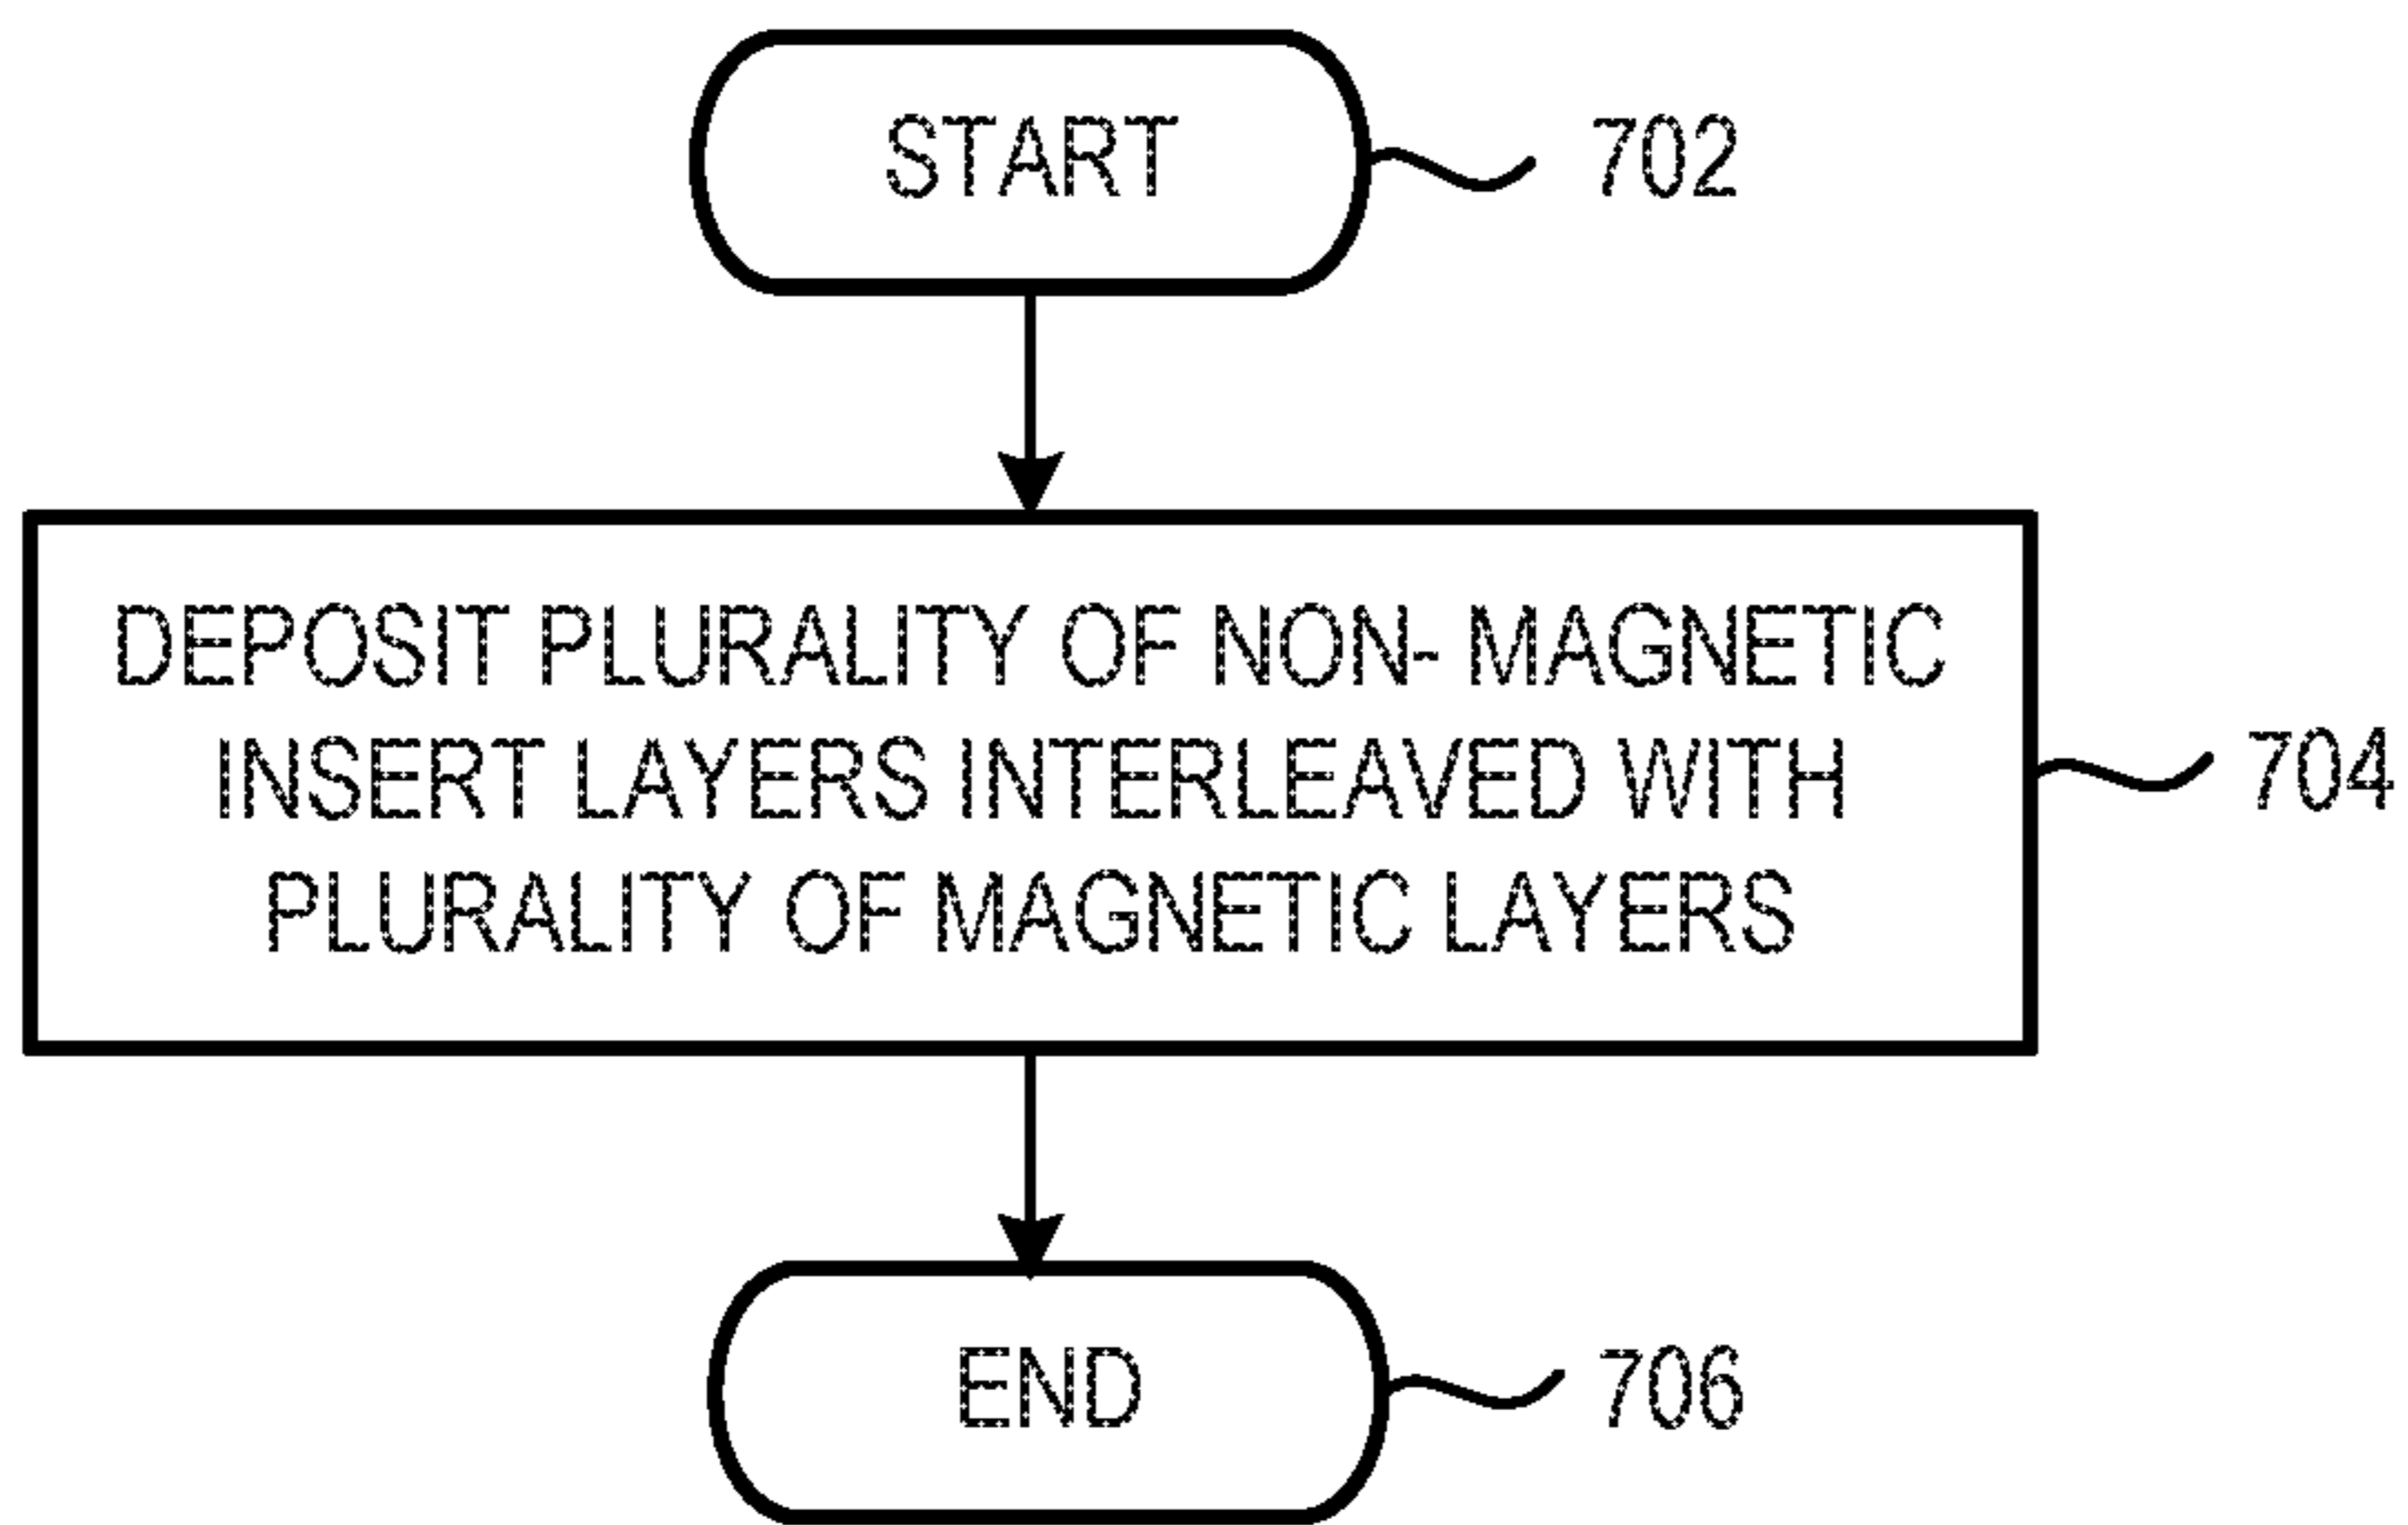 START
702
DEPOSIT PLURALITY OF NON- MAGNETIC
INSERT LAYERS INTERLEAVED WITH
PLURALITY OF MAGNETIC LAYERS
704
END
706